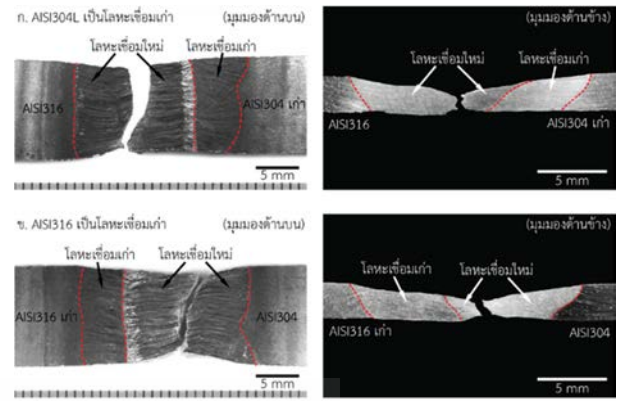 ก. AISI304L เป็นโลหะเชื่อมเก่า (มุมมองด้านบน)
โลหะเชื่อมใหม่ โลหะเชื่อมเก่า
AISI316 AISI304 เก่า
5 mm
(มุมมองด้านข้าง)
โลหะเชื่อมใหม่ โลหะเชื่อมเก่า
AISI316 AISI304 เก่า
5 mm
ข. AISI316 เป็นโลหะเชื่อมเก่า (มุมมองด้านบน)
โลหะเชื่อมเก่า โลหะเชื่อมใหม่
AISI316 เก่า AISI304
5 mm
(มุมมองด้านข้าง)
โลหะเชื่อมเก่า โลหะเชื่อมใหม่
AISI316 เก่า AISI304
5 mm